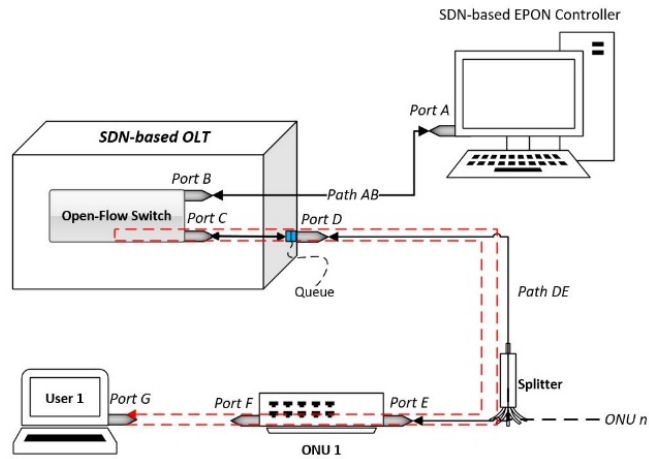 SDN-based EPON Controller
Port A
SDN-based OLT
Port B
Path AB
Open-Flow Switch
Port C
Port D
Queue
Path DE
Splitter
User 1
Port G
Port F
Port E
ONU n
ONU 1